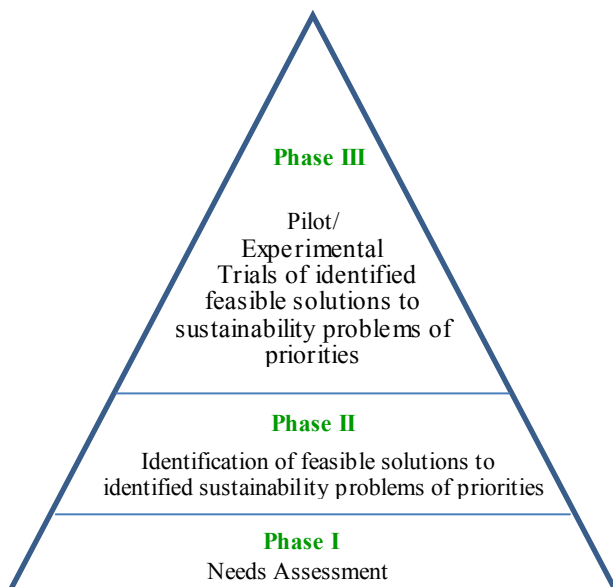 Phase III
Pilot/
Experimental
Trials of identified
feasible solutions to
sustainability problems of
priorities
Phase II
Identification of feasible solutions to
identified sustainability problems of priorities
Phase I
Needs Assessment